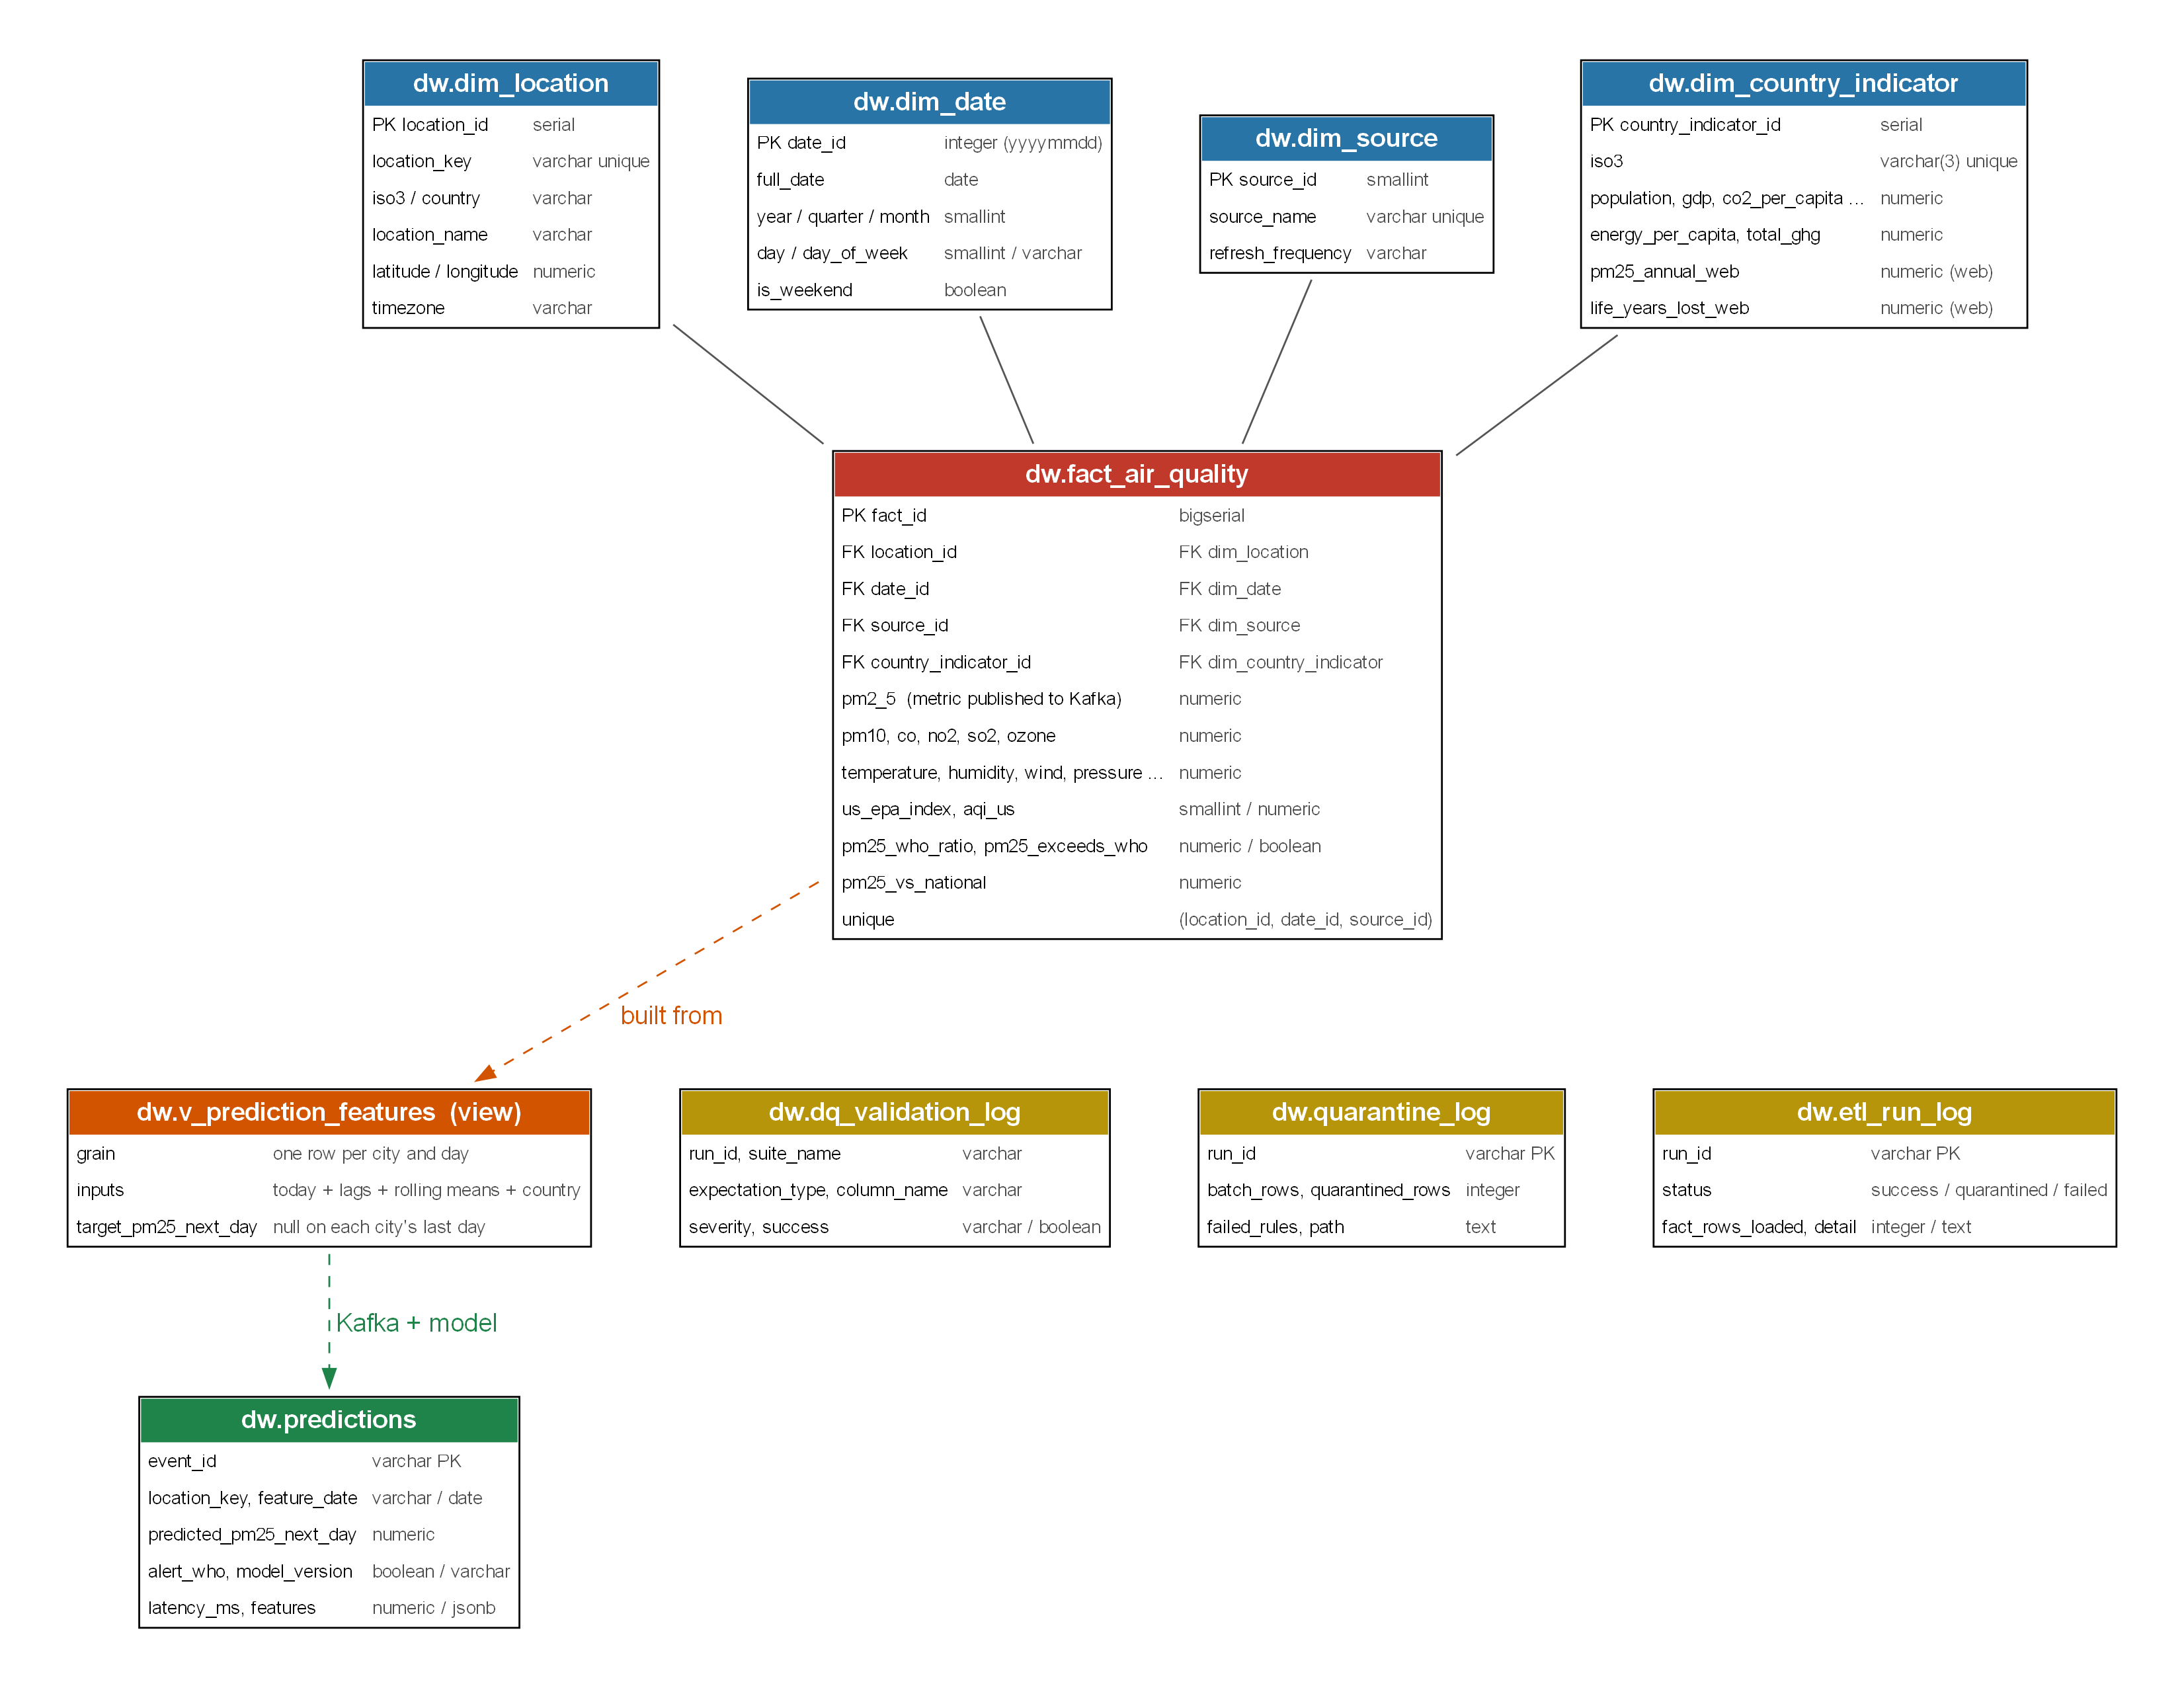 dw.dim_location
PK location_id serial
location_key varchar unique
iso3 / country varchar
location_name varchar
latitude / longitude numeric
timezone varchar
dw.dim_date
PK date_id integer (yyyymmdd)
full_date date
year / quarter / month smallint
day / day_of_week smallint / varchar
is_weekend boolean
dw.dim_source
PK source_id smallint
source_name varchar unique
refresh_frequency varchar
dw.dim_country_indicator
PK country_indicator_id serial
iso3 varchar(3) unique
population, gdp, co2_per_capita ... numeric
energy_per_capita, total_ghg numeric
pm25_annual_web numeric (web)
life_years_lost_web numeric (web)
dw.fact_air_quality
PK fact_id bigserial
FK location_id FK dim_location
FK date_id FK dim_date
FK source_id FK dim_source
FK country_indicator_id FK dim_country_indicator
pm2_5 (metric published to Kafka) numeric
pm10, co, no2, so2, ozone numeric
temperature, humidity, wind, pressure ... numeric
us_epa_index, aqi_us smallint / numeric
pm25_who_ratio, pm25_exceeds_who numeric / boolean
pm25_vs_national numeric
unique (location_id, date_id, source_id)
built from
dw.v_prediction_features (view)
grain one row per city and day
inputs today + lags + rolling means + country
target_pm25_next_day null on each city's last day
dw.dq_validation_log
run_id, suite_name varchar
expectation_type, column_name varchar
severity, success varchar / boolean
dw.quarantine_log
run_id varchar PK
batch_rows, quarantined_rows integer
failed_rules, path text
dw.etl_run_log
run_id varchar PK
status success / quarantined / failed
fact_rows_loaded, detail integer / text
Kafka + model
dw.predictions
event_id varchar PK
location_key, feature_date varchar / date
predicted_pm25_next_day numeric
alert_who, model_version boolean / varchar
latency_ms, features numeric / jsonb